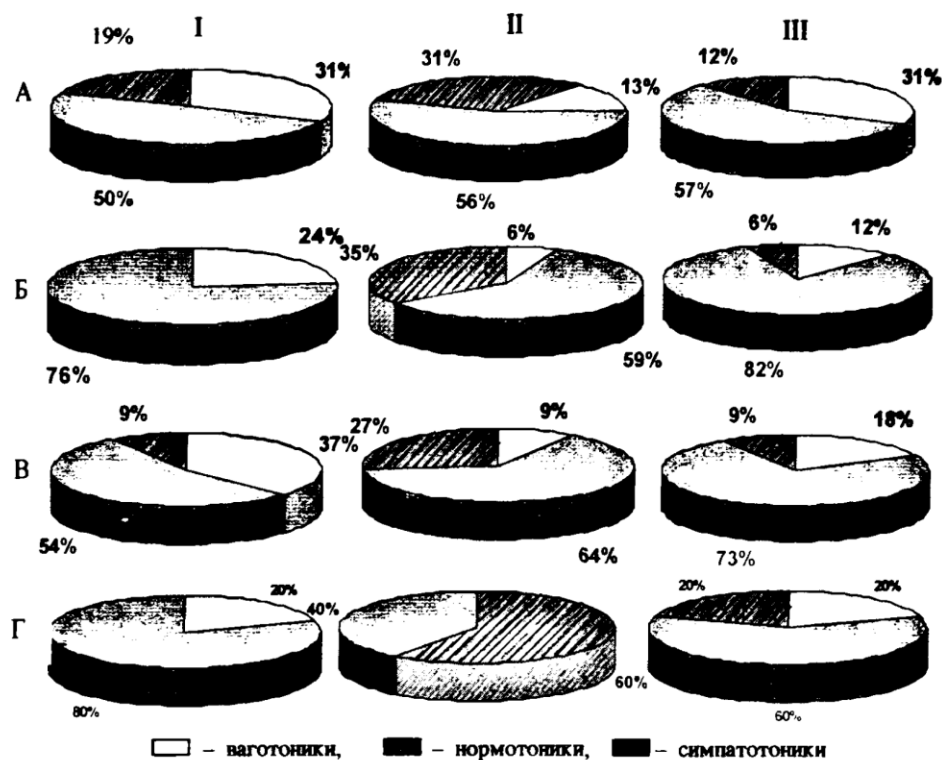 I II III
19% 31% 12%
А 31% 13% 31%
50% 56% 57%
24% 35% 6% 6% 12%
Б
76% 59% 82%
9% 37% 27% 9% 9% 18%
В
54% 64% 73%
20% 40% 20% 20%
Г
80% 60% 60%
– ваготоники, – нормотоники, – симпатотоники